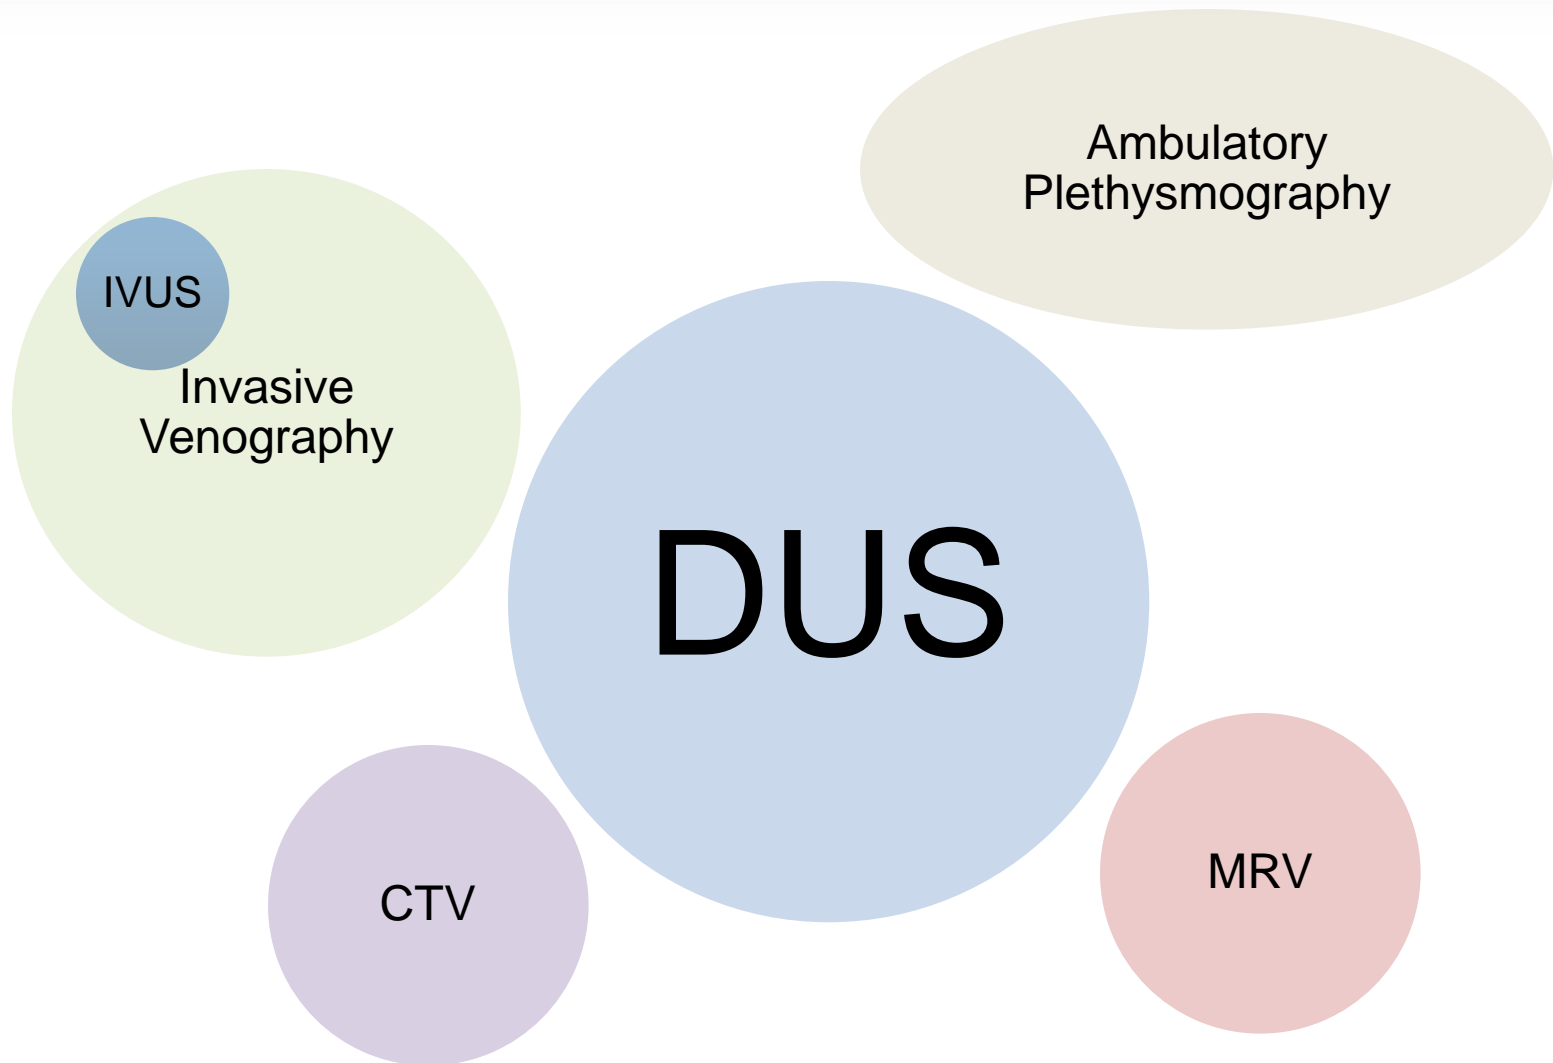 Ambulatory
Plethysmography
IVUS
Invasive
Venography
DUS
CTV
MRV